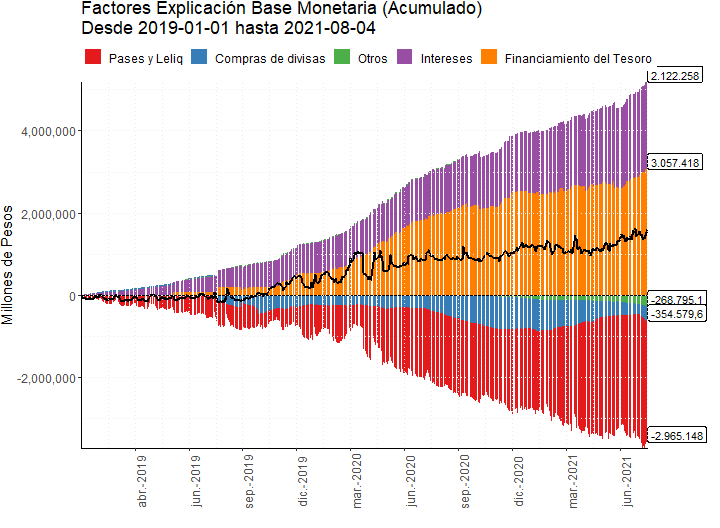 Factores Explicación Base Monetaria (Acumulado)
Desde 2019-01-01 hasta 2021-08-04
Pases y Leliq Compras de divisas Otros Intereses Financiamiento del Tesoro
2.122.258
4,000,000
3.057.418
2,000,000
Millones de Pesos
0
-268.795,1
-354.579,6
-2,000,000
-2.965.148
abr.-2019 jun.-2019 sep.-2019 dic.-2019 mar.-2020 jun.-2020 sep.-2020 dic.-2020 mar.-2021 jun.-2021